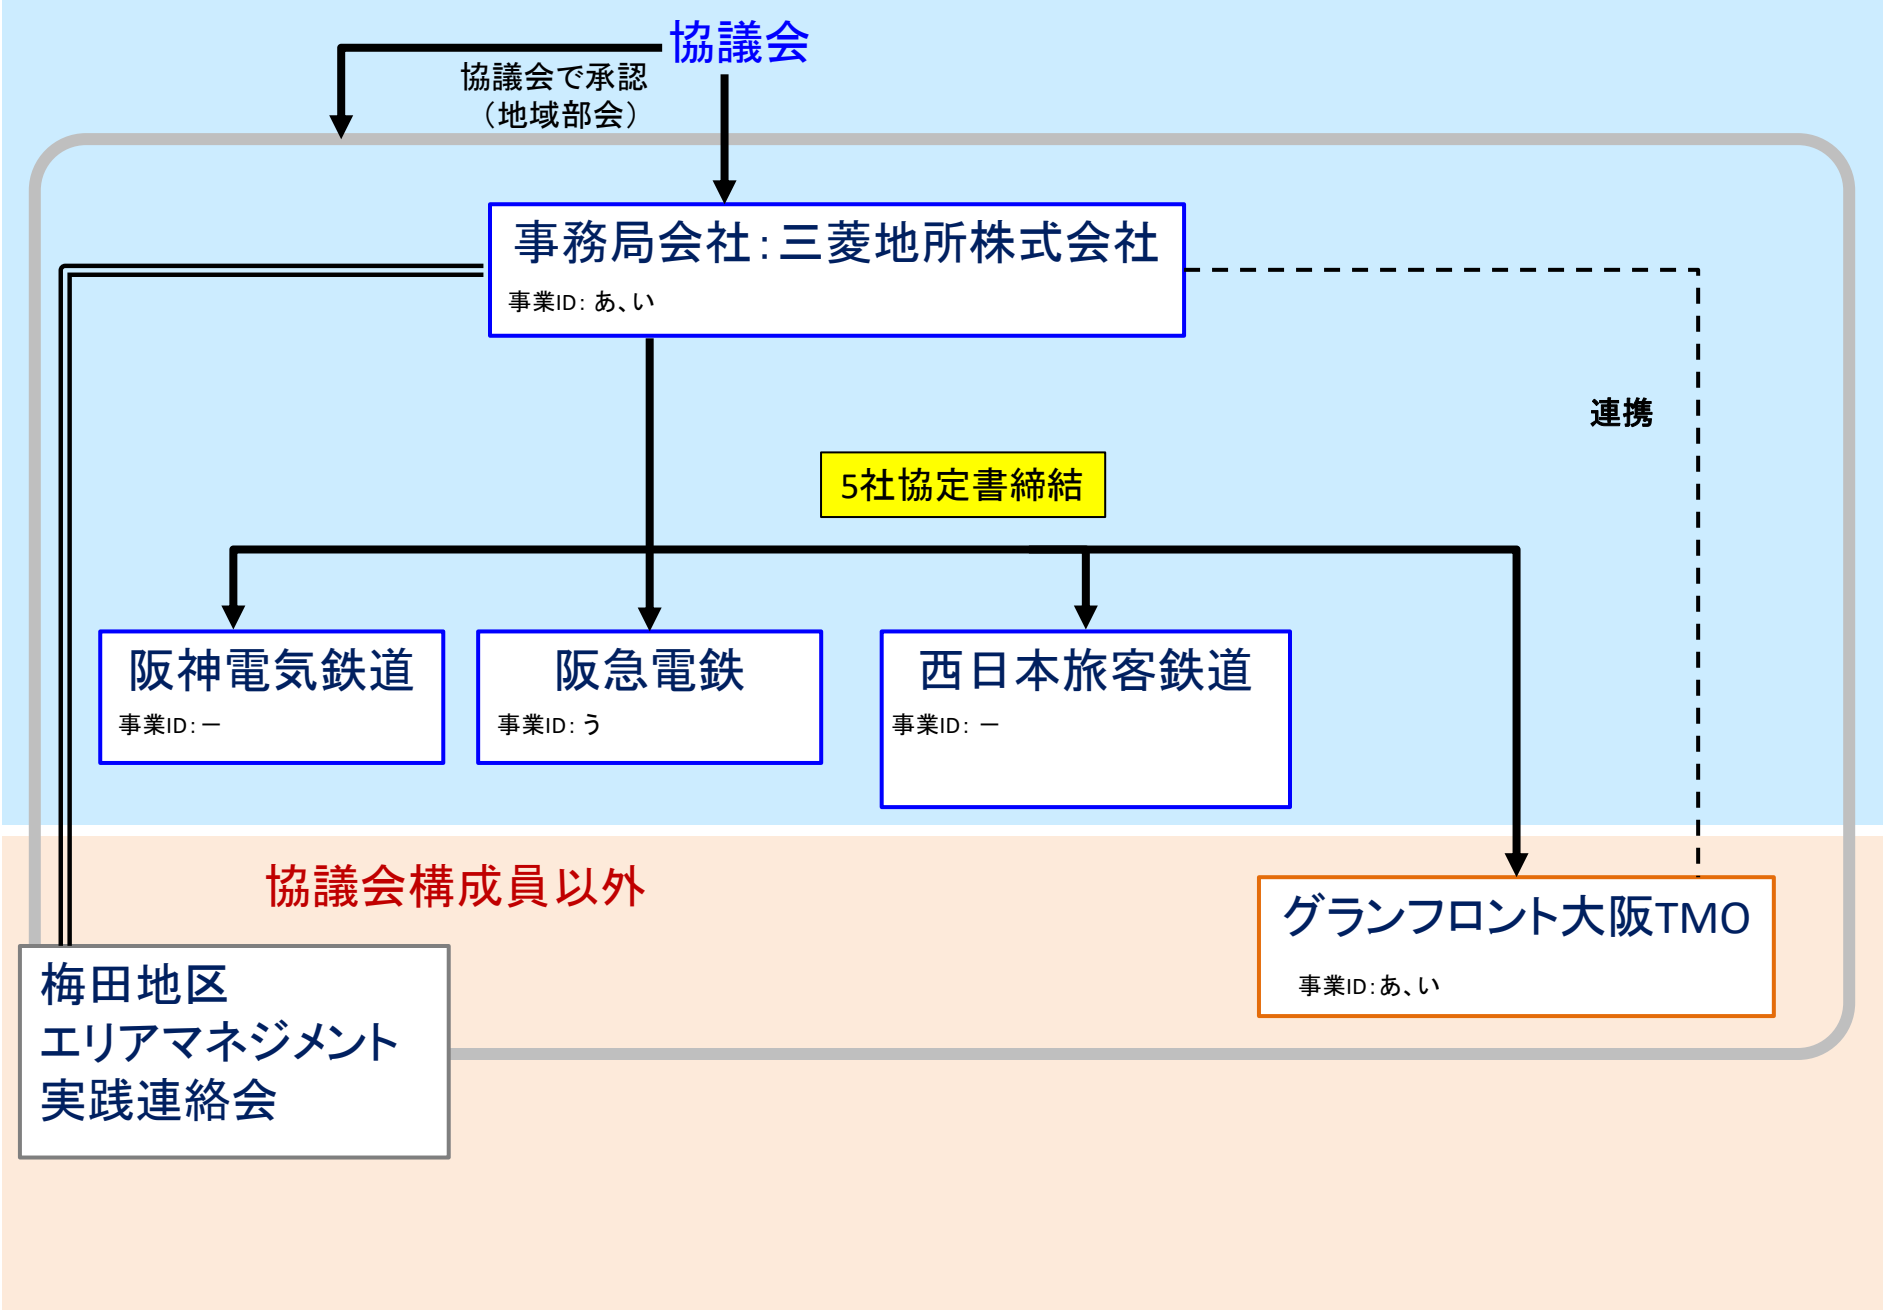 協議会
協議会で承認
（地域部会）
事務局会社：三菱地所株式会社
事業ID：あ、い
連携
5社協定書締結
阪神電気鉄道
事業ID：ー
阪急電鉄
事業ID：う
西日本旅客鉄道
事業ID：ー
協議会構成員以外
グランフロント大阪TMO
事業ID：あ、い
梅田地区
エリアマネジメント
実践連絡会